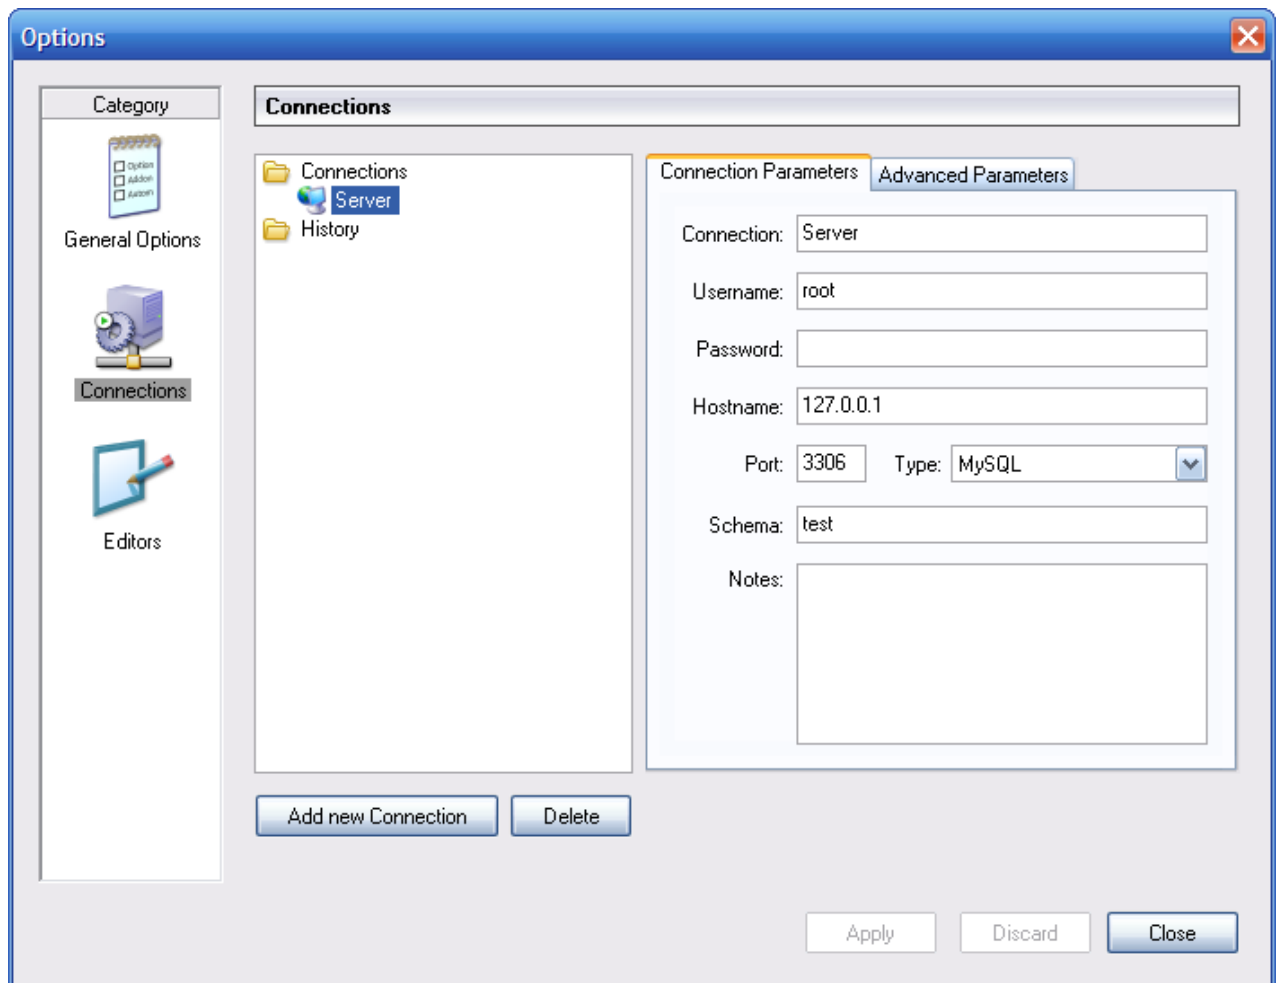 Options
Category
Option
Addon
General Options
Connections
Editors
Connections
Connections
Server
History
Add new Connection
Delete
Connection Parameters
Advanced Parameters
Connection: Server
Username: root
Password:
Hostname: 127.0.0.1
Port: 3306 Type: MySQL
Schema: test
Notes:
Apply
Discard
Close